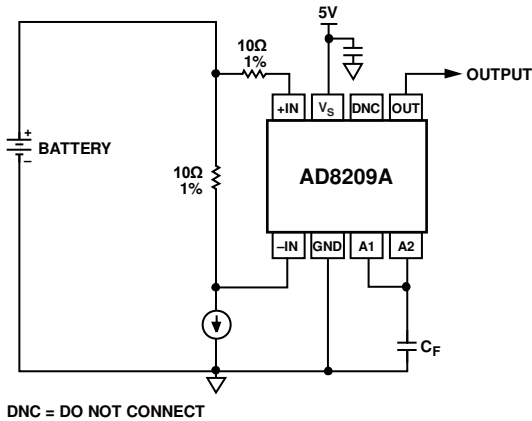 5V
10Ω
1%
OUTPUT
+IN
VS
DNC
OUT
+
BATTERY
–
10Ω
1%
AD8209A
–IN
GND
A1
A2
CF
DNC = DO NOT CONNECT